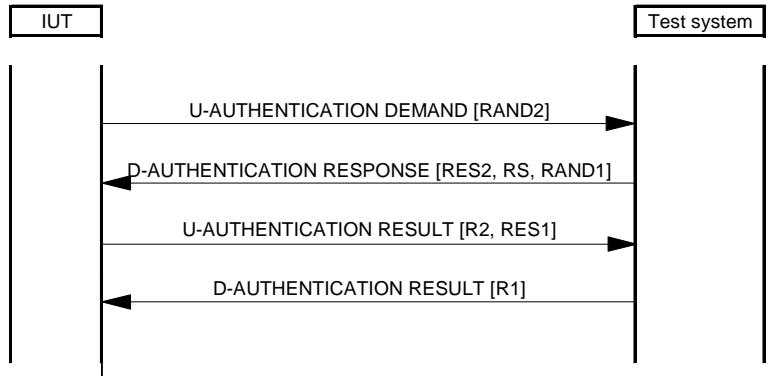 IUT
Test system
U-AUTHENTICATION DEMAND [RAND2]
D-AUTHENTICATION RESPONSE [RES2, RS, RAND1]
U-AUTHENTICATION RESULT [R2, RES1]
D-AUTHENTICATION RESULT [R1]